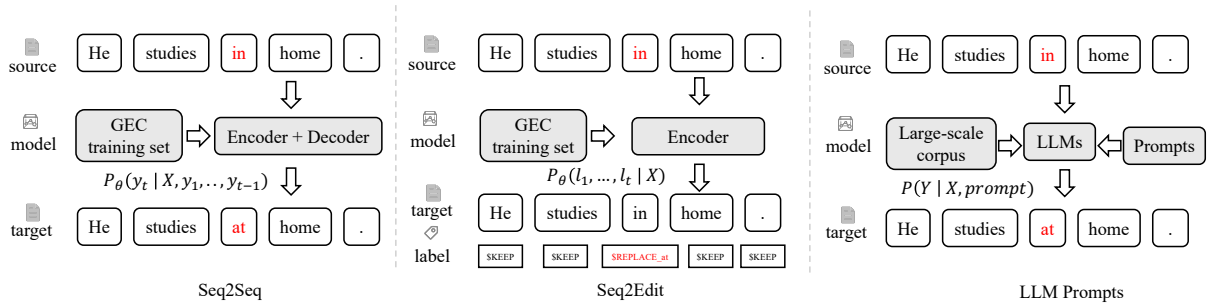 source He studies in home .
model GEC training set Encoder + Decoder
P_θ(y_t | X, y_1, . . , y_{t−1})
target He studies at home .
Seq2Seq
source He studies in home .
model GEC training set Encoder
P_θ(l_1, … , l_t | X)
target He studies in home .
label $KEEP $KEEP $REPLACE_at $KEEP $KEEP
Seq2Edit
source He studies in home .
model Large-scale corpus LLMs Prompts
P(Y | X, prompt)
target He studies at home .
LLM Prompts